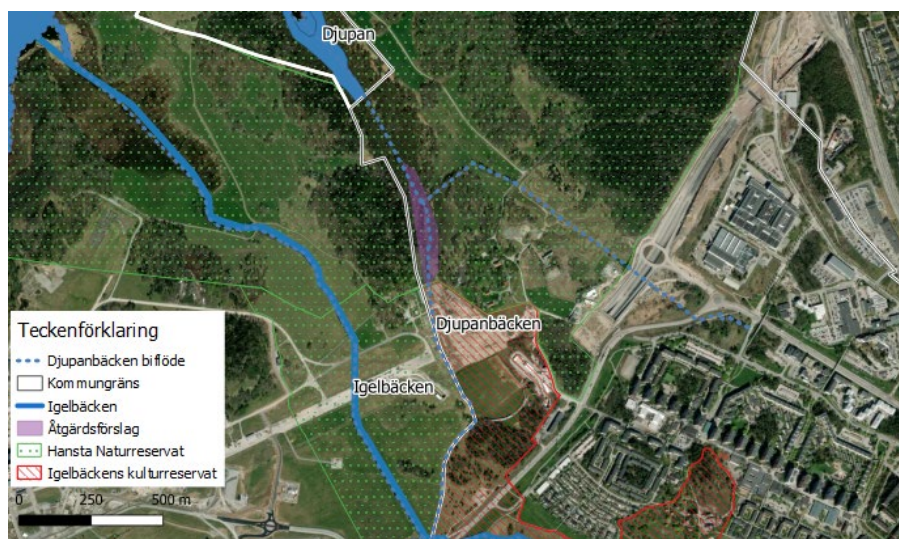 Djupan
Djupanbäcken
Igelbäcken
Teckenförklaring
Djupanbäcken biflöde
Kommungräns
Igelbäcken
Åtgärdsförslag
Hansta Naturreservat
Igelbäckens kulturreservat
0 250 500 m